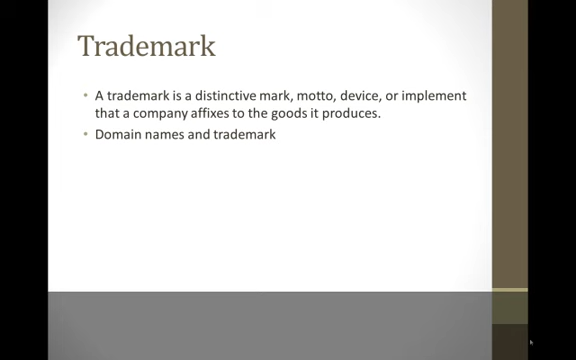 Trademark
• A trademark is a distinctive mark, motto, device, or implement
that a company affixes to the goods it produces.
• Domain names and trademark